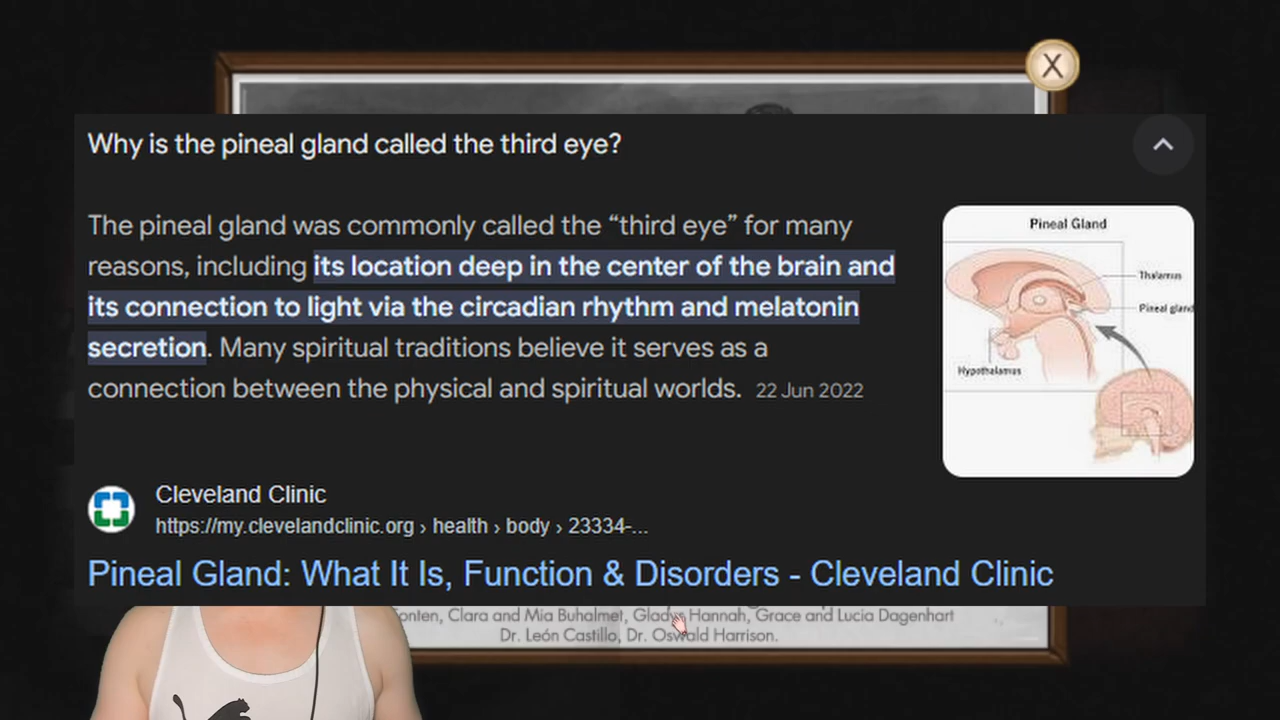 X
Why is the pineal gland called the third eye?
The pineal gland was commonly called the “third eye” for many
reasons, including its location deep in the center of the brain and
its connection to light via the circadian rhythm and melatonin
secretion. Many spiritual traditions believe it serves as a
connection between the physical and spiritual worlds. 22 Jun 2022
Pineal Gland
Thalamus
Pineal gland
Hypothalamus
Cleveland Clinic
https://my.clevelandclinic.org › health › body › 23334-...
Pineal Gland: What It Is, Function & Disorders - Cleveland Clinic
onten, Clara and Mia Buhalmet, Gladys Hannah, Grace and Lucia Dagenhart
Dr. León Castillo, Dr. Oswald Harrison.